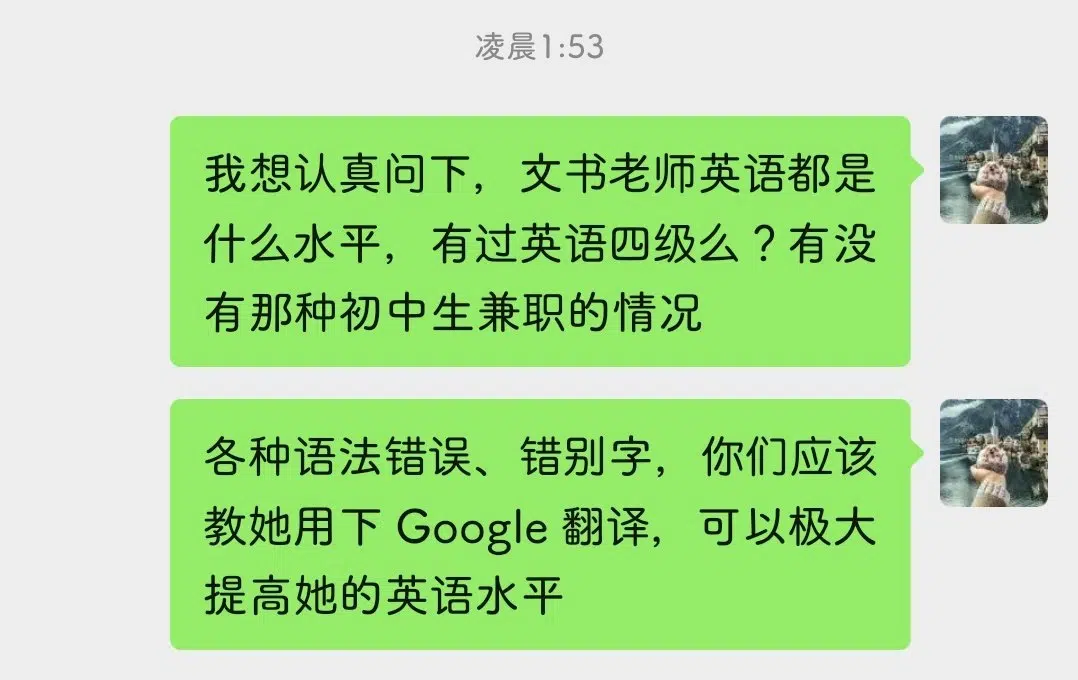 凌晨1:53
我想认真问下，文书老师英语都是
什么水平，有过英语四级么？有没
有那种初中生兼职的情况
各种语法错误、错别字，你们应该
教她用下 Google 翻译，可以极大
提高她的英语水平